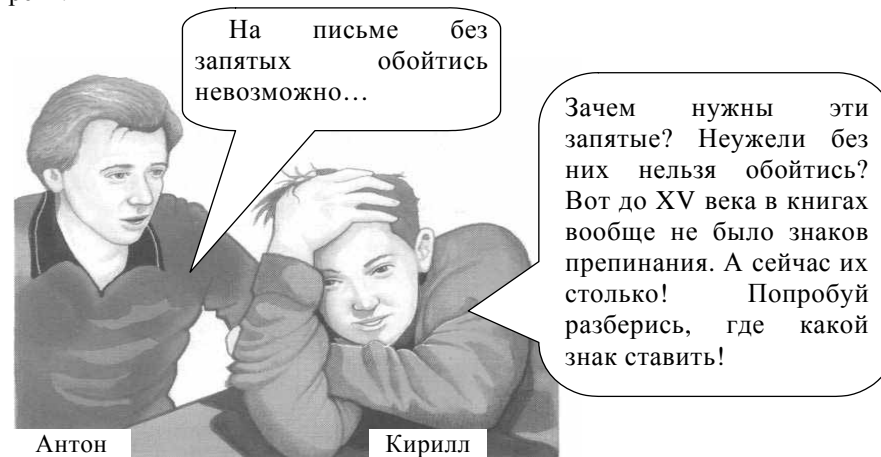 На письме без
запятых обойтись
невозможно…
Зачем нужны эти
запятые? Неужели без
них нельзя обойтись?
Вот до XV века в книгах
вообще не было знаков
препинания. А сейчас их
столько! Попробуй
разберись, где какой
знак ставить!
Антон
Кирилл